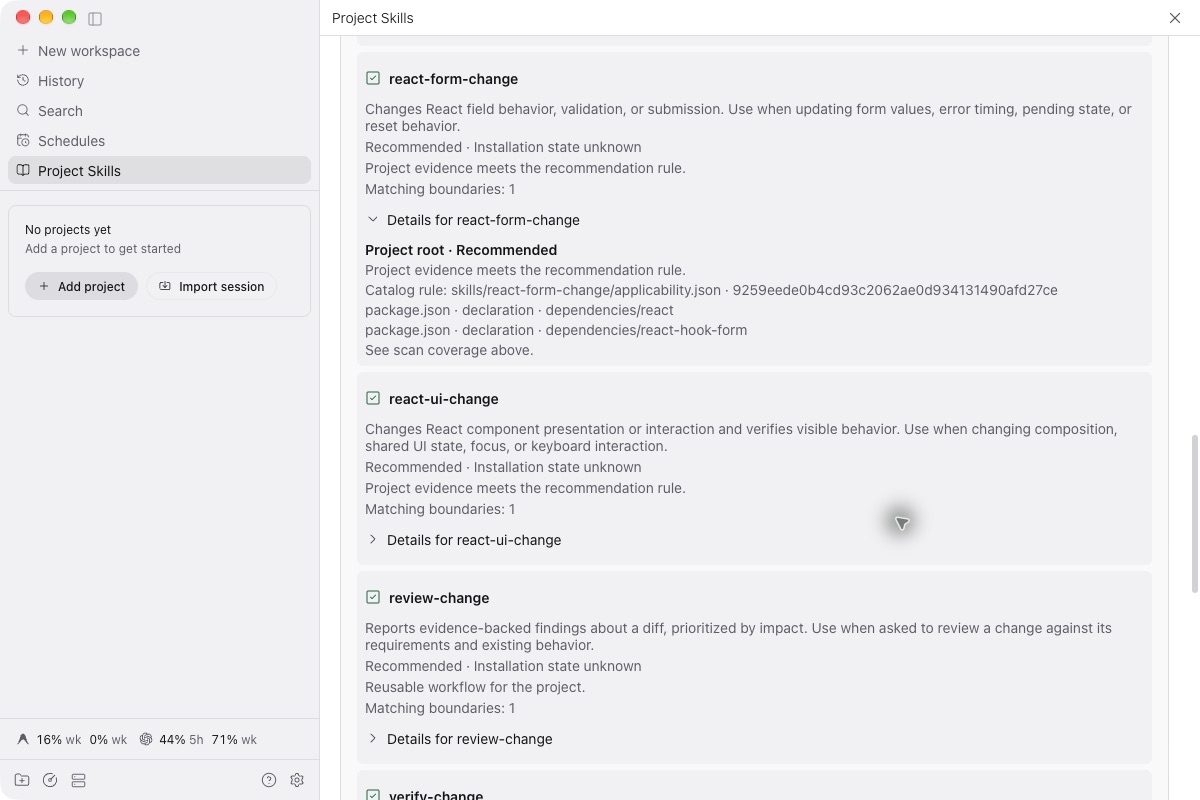 Project Skills
New workspace
History
Search
Schedules
Project Skills
No projects yet
Add a project to get started
Add project
Import session
16% wk 0% wk 44% 5h 71% wk
react-form-change
Changes React field behavior, validation, or submission. Use when updating form values, error timing, pending state, or
reset behavior.
Recommended · Installation state unknown
Project evidence meets the recommendation rule.
Matching boundaries: 1
Details for react-form-change
Project root · Recommended
Project evidence meets the recommendation rule.
Catalog rule: skills/react-form-change/applicability.json · 9259eede0b4cd93c2062ae0d934131490afd27ce
package.json · declaration · dependencies/react
package.json · declaration · dependencies/react-hook-form
See scan coverage above.
react-ui-change
Changes React component presentation or interaction and verifies visible behavior. Use when changing composition,
shared UI state, focus, or keyboard interaction.
Recommended · Installation state unknown
Project evidence meets the recommendation rule.
Matching boundaries: 1
Details for react-ui-change
review-change
Reports evidence-backed findings about a diff, prioritized by impact. Use when asked to review a change against its
requirements and existing behavior.
Recommended · Installation state unknown
Reusable workflow for the project.
Matching boundaries: 1
Details for review-change
verify-change